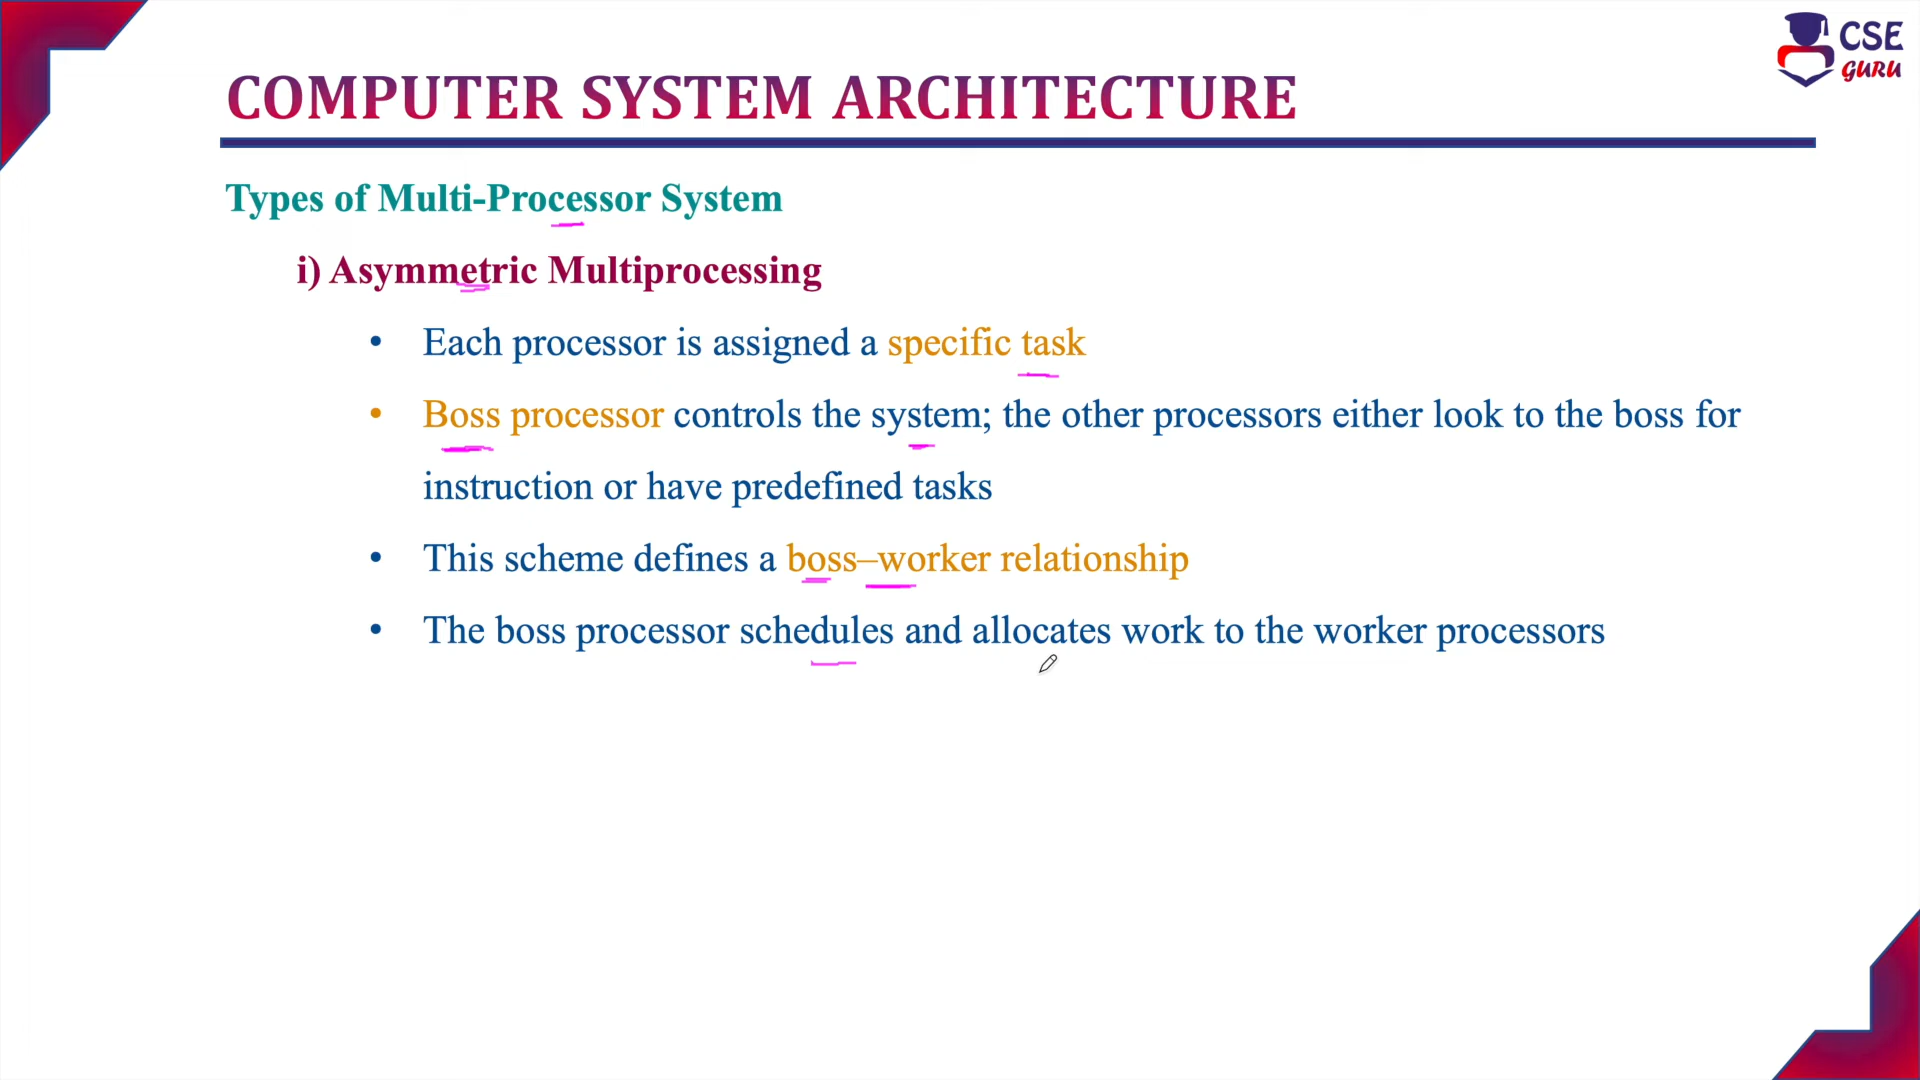 CSE
GURU
COMPUTER SYSTEM ARCHITECTURE
Types of Multi-Processor System
i) Asymmetric Multiprocessing
• Each processor is assigned a specific task
• Boss processor controls the system; the other processors either look to the boss for
instruction or have predefined tasks
• This scheme defines a boss–worker relationship
• The boss processor schedules and allocates work to the worker processors